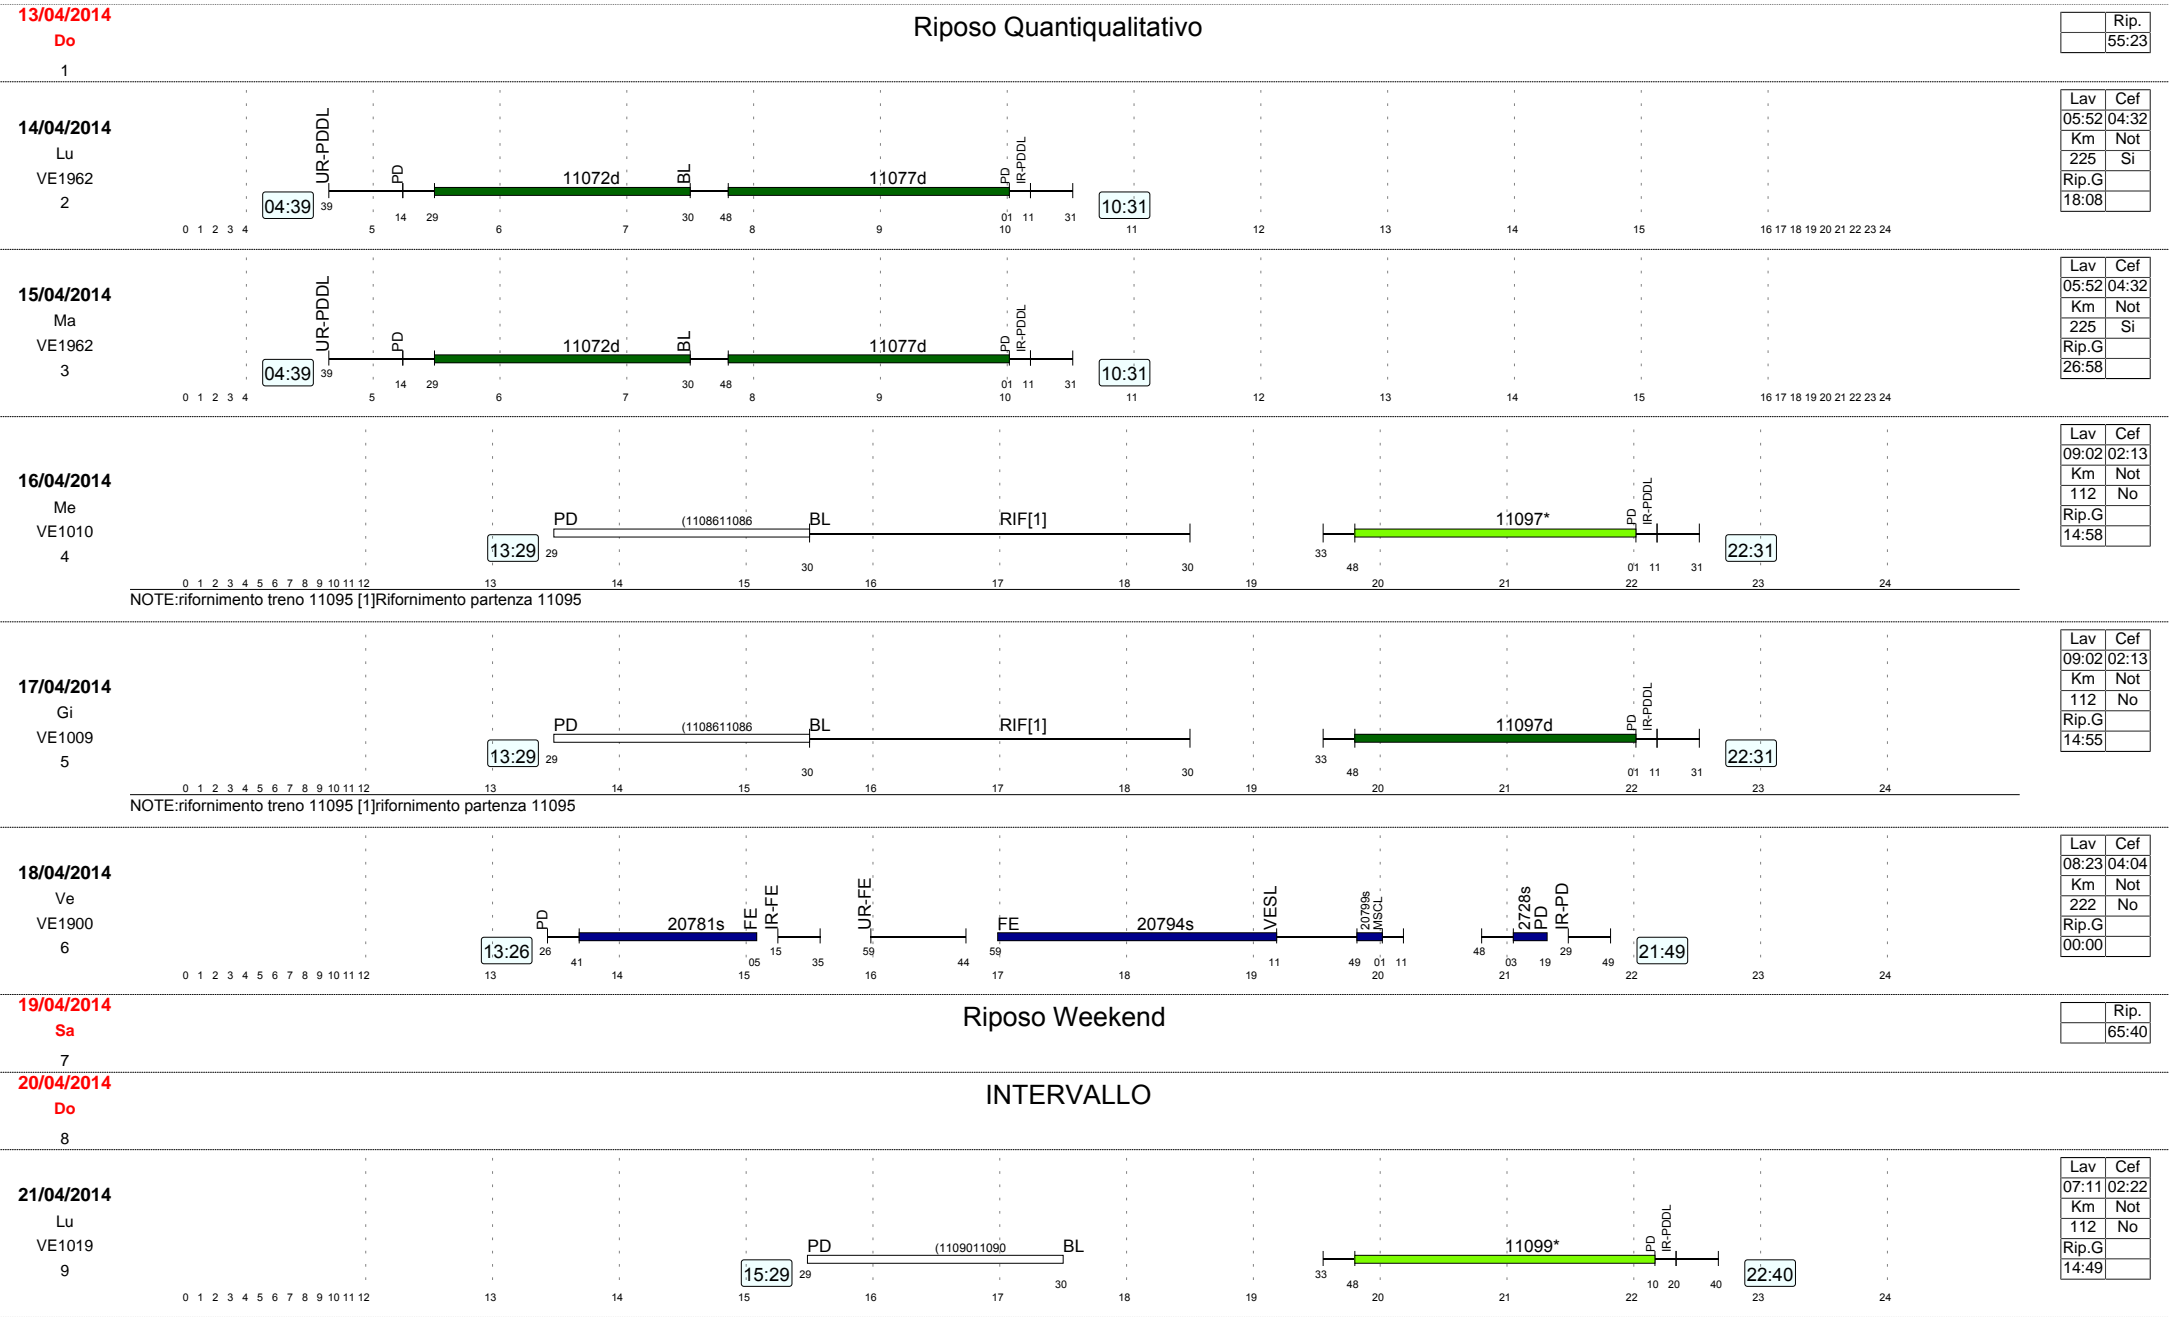 13/04/2014
Do
1
Riposo Quantiqualitativo
Rip.
55:23
14/04/2014
Lu
VE1962
2
04:39
UR-PDDL PD 11072d BL 11077d PD IR-PDDL
39 14 29 30 48 01 11 31
10:31
0 1 2 3 4 5 6 7 8 9 10 11 12 13 14 15 16 17 18 19 20 21 22 23 24
Lav Cef
05:52 04:32
Km Not
225 Si
Rip.G
18:08
15/04/2014
Ma
VE1962
3
04:39
UR-PDDL PD 11072d BL 11077d PD IR-PDDL
39 14 29 30 48 01 11 31
10:31
0 1 2 3 4 5 6 7 8 9 10 11 12 13 14 15 16 17 18 19 20 21 22 23 24
Lav Cef
05:52 04:32
Km Not
225 Si
Rip.G
26:58
16/04/2014
Me
VE1010
4
13:29
PD (1108611086 BL RIF[1] 11097* PD IR-PDDL
29 30 30 33 48 01 11 31
22:31
0 1 2 3 4 5 6 7 8 9 10 11 12 13 14 15 16 17 18 19 20 21 22 23 24
NOTE:rifornimento treno 11095 [1]Rifornimento partenza 11095
Lav Cef
09:02 02:13
Km Not
112 No
Rip.G
14:58
17/04/2014
Gi
VE1009
5
13:29
PD (1108611086 BL RIF[1] 11097d PD IR-PDDL
29 30 30 33 48 01 11 31
22:31
0 1 2 3 4 5 6 7 8 9 10 11 12 13 14 15 16 17 18 19 20 21 22 23 24
NOTE:rifornimento treno 11095 [1]rifornimento partenza 11095
Lav Cef
09:02 02:13
Km Not
112 No
Rip.G
14:55
18/04/2014
Ve
VE1900
6
13:26
PD 20781s FE IR-FE UR-FE FE 20794s VESL 20799s MSCL 2728s PD IR-PD
26 41 05 15 35 59 44 59 11 49 01 11 48 03 19 29 49
21:49
0 1 2 3 4 5 6 7 8 9 10 11 12 13 14 15 16 17 18 19 20 21 22 23 24
Lav Cef
08:23 04:04
Km Not
222 No
Rip.G
00:00
19/04/2014
Sa
7
Riposo Weekend
Rip.
65:40
20/04/2014
Do
8
INTERVALLO
21/04/2014
Lu
VE1019
9
15:29
PD (1109011090 BL 11099* PD IR-PDDL
29 30 33 48 10 20 40
22:40
0 1 2 3 4 5 6 7 8 9 10 11 12 13 14 15 16 17 18 19 20 21 22 23 24
Lav Cef
07:11 02:22
Km Not
112 No
Rip.G
14:49